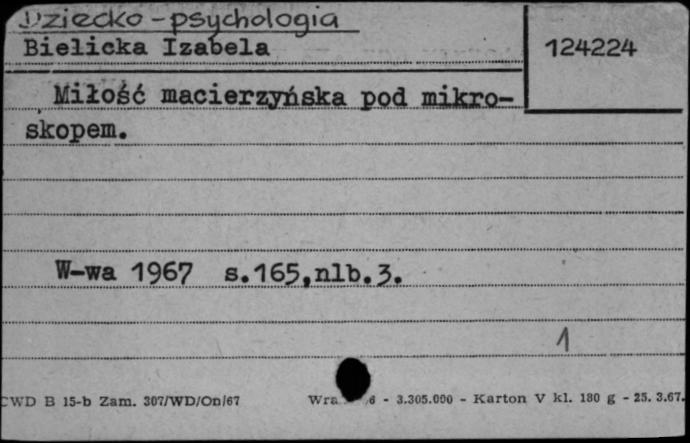 Dziecko - psychologia
Bielicka Izabela
124224
Miłość macierzyńska pod mikro-
skopem.
W-wa 1967 s.165,nlb.3.
1
CWD B 15-b Zam. 307/WD/On/67 6 - 3.305.000 - Karton V kl. 180 g - 25. 3.67.